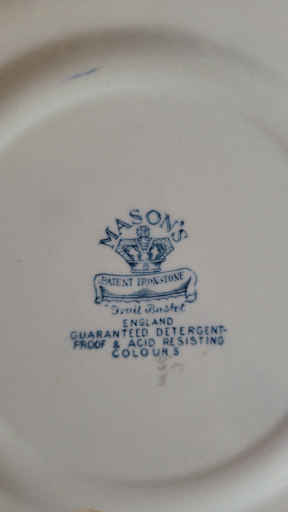 MASON'S
PATENT IRONSTONE
"Fruit Basket"
ENGLAND
GUARANTEED DETERGENT-
PROOF & ACID RESISTING
COLOURS